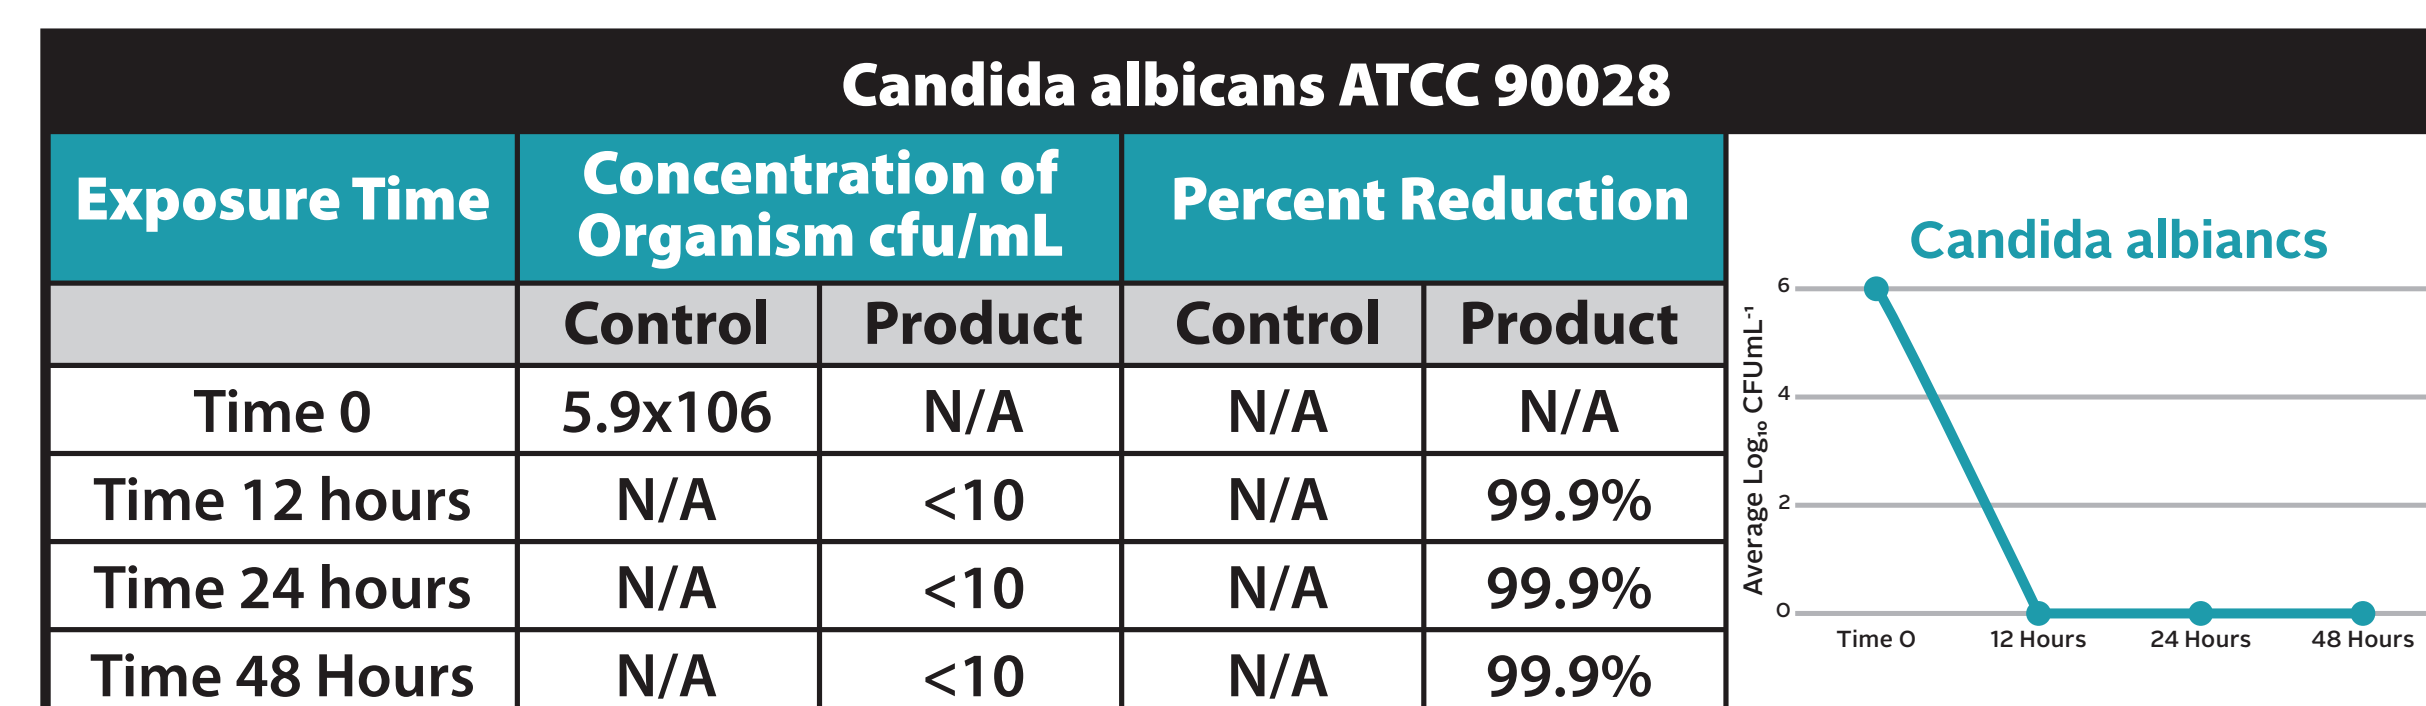 Candida albicans ATCC 90028
Exposure Time
Concentration of
Organism cfu/mL
Percent Reduction
Control Product Control Product
Time 0 5.9x106 N/A N/A N/A
Time 12 hours N/A <10 N/A 99.9%
Time 24 hours N/A <10 N/A 99.9%
Time 48 Hours N/A <10 N/A 99.9%
Candida albiancs
Average Log₁₀ CFUmL⁻¹
6
4
2
0
Time 0 12 Hours 24 Hours 48 Hours